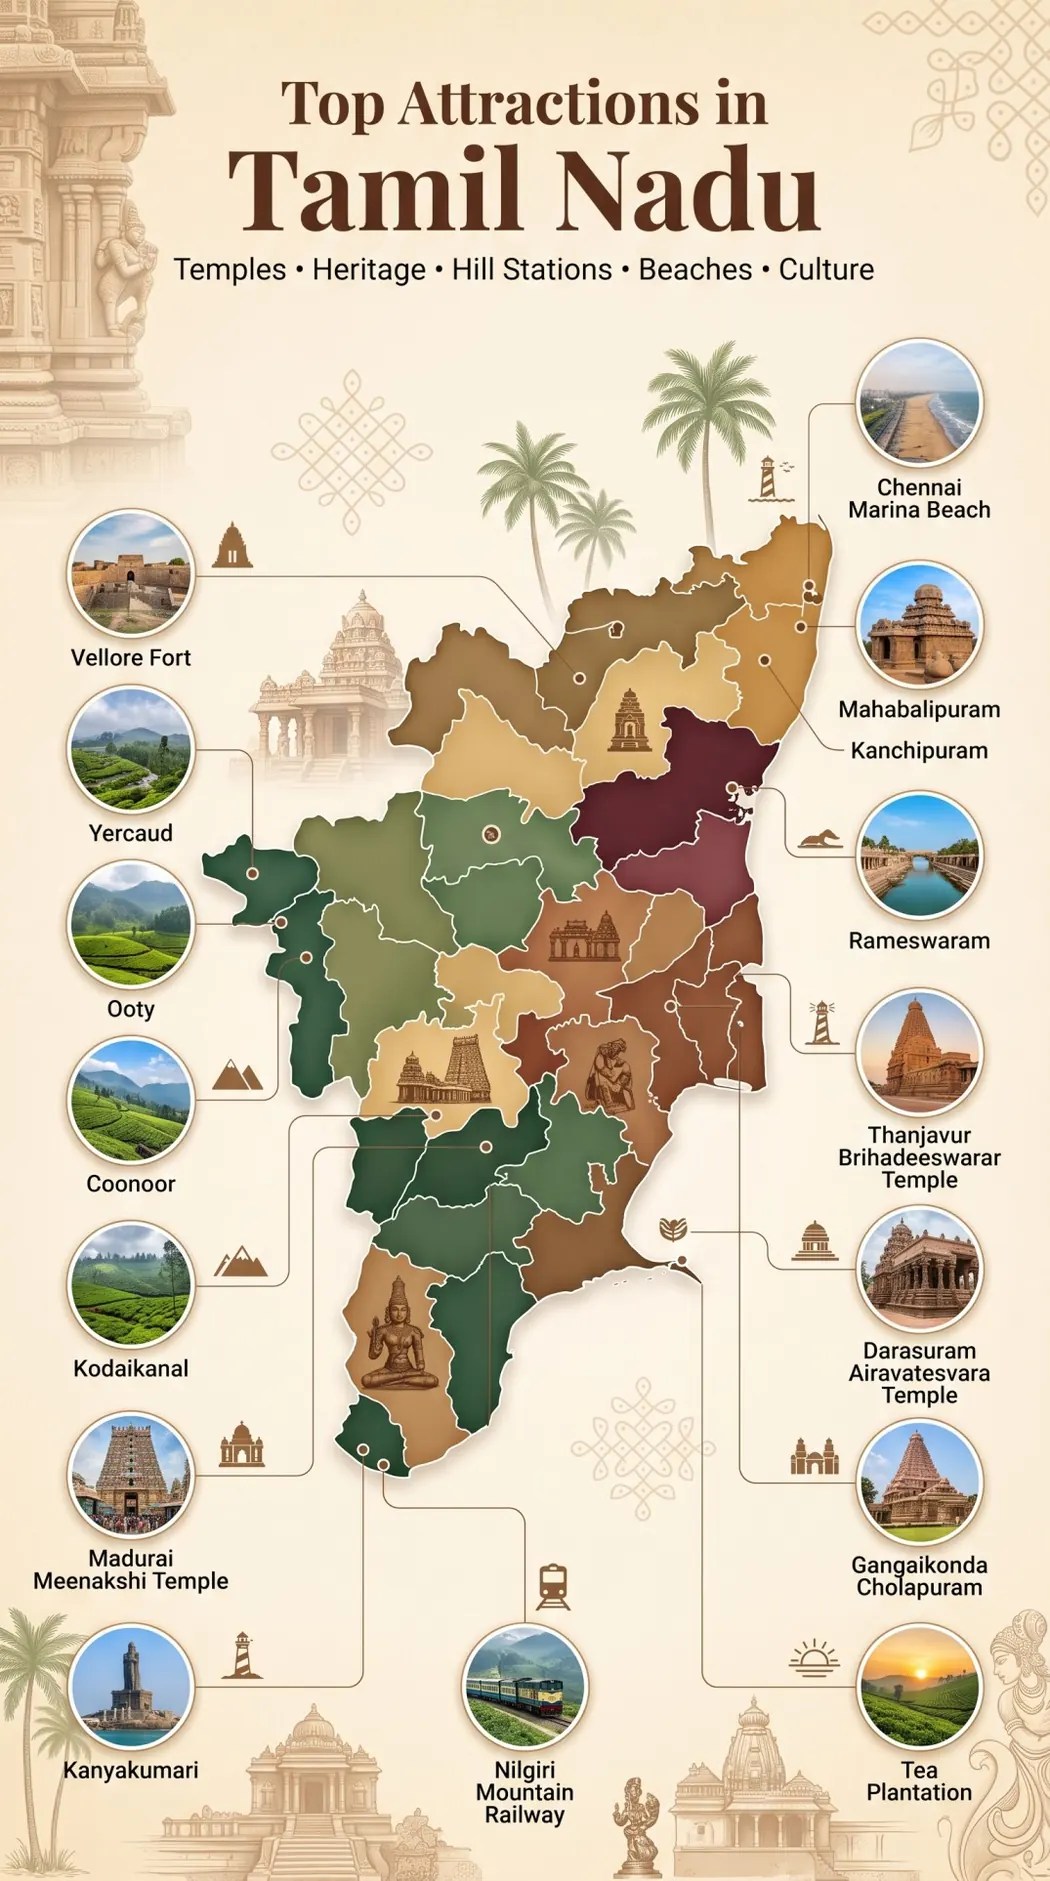 Top Attractions in
Tamil Nadu
Temples • Heritage • Hill Stations • Beaches • Culture
Chennai
Marina Beach
Vellore Fort
Mahabalipuram
Kanchipuram
Yercaud
Rameswaram
Ooty
Thanjavur
Brihadeeswarar
Temple
Coonoor
Darasuram
Airavatesvara
Temple
Kodaikanal
Madurai
Meenakshi Temple
Gangaikonda
Cholapuram
Kanyakumari
Nilgiri
Mountain
Railway
Tea
Plantation